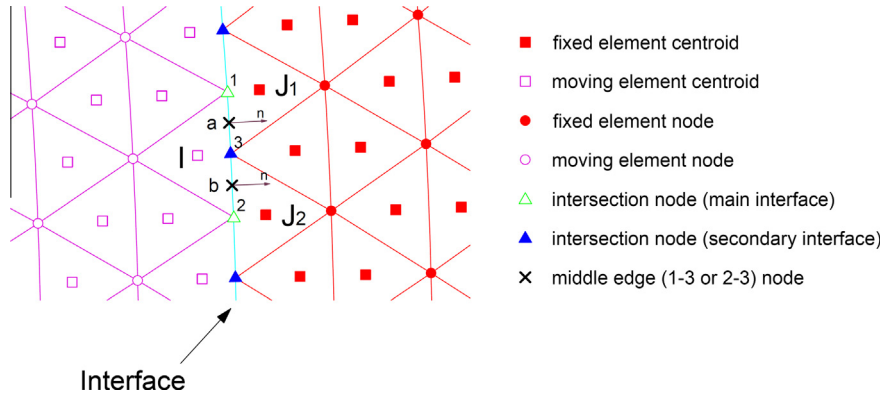 1
J1
n
a
3
I
n
b
2
J2
Interface
fixed element centroid
moving element centroid
fixed element node
moving element node
intersection node (main interface)
intersection node (secondary interface)
middle edge (1-3 or 2-3) node